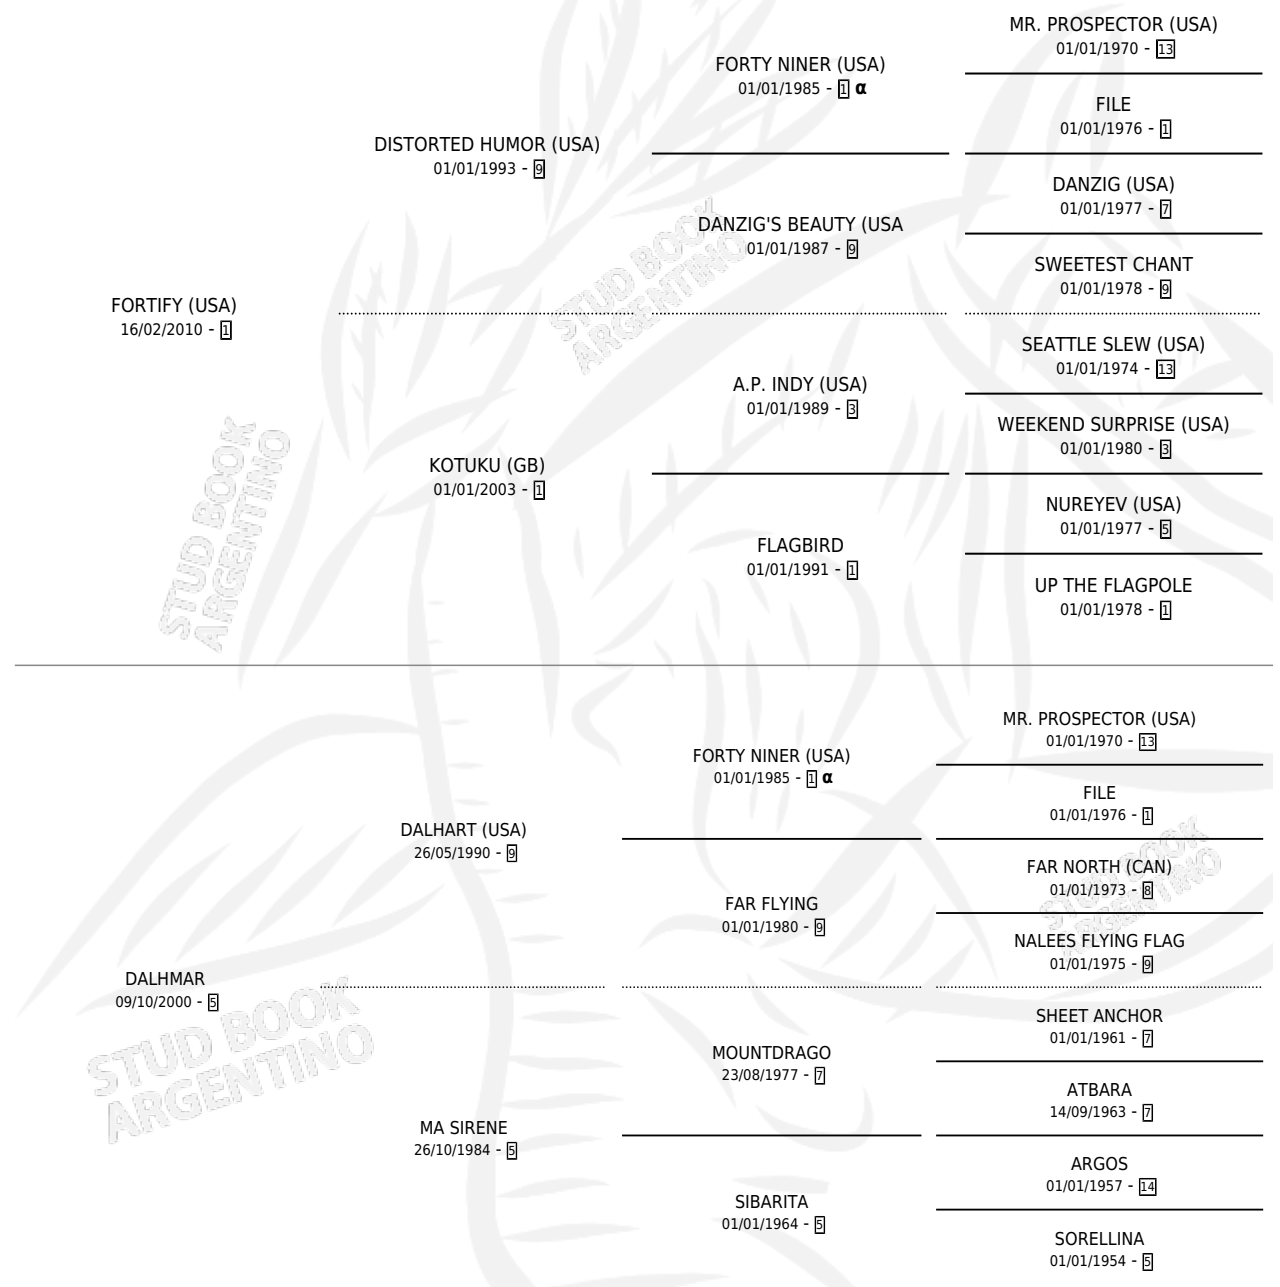 MR. PROSPECTOR (USA)
01/01/1970 - 13
FORTY NINER (USA)
01/01/1985 - 1 α
FILE
01/01/1976 - 1
DISTORTED HUMOR (USA)
01/01/1993 - 9
DANZIG (USA)
01/01/1977 - 7
DANZIG'S BEAUTY (USA
01/01/1987 - 9
SWEETEST CHANT
01/01/1978 - 9
FORTIFY (USA)
16/02/2010 - 1
SEATTLE SLEW (USA)
01/01/1974 - 13
A.P. INDY (USA)
01/01/1989 - 3
WEEKEND SURPRISE (USA)
01/01/1980 - 3
KOTUKU (GB)
01/01/2003 - 1
NUREYEV (USA)
01/01/1977 - 5
FLAGBIRD
01/01/1991 - 1
UP THE FLAGPOLE
01/01/1978 - 1
STUD BOOK
ARGENTINO
STUD BOOK
ARGENTINO
MR. PROSPECTOR (USA)
01/01/1970 - 13
FORTY NINER (USA)
01/01/1985 - 1 α
FILE
01/01/1976 - 1
DALHART (USA)
26/05/1990 - 9
FAR NORTH (CAN)
01/01/1973 - 8
FAR FLYING
01/01/1980 - 9
NALEES FLYING FLAG
01/01/1975 - 9
DALHMAR
09/10/2000 - 5
SHEET ANCHOR
01/01/1961 - 7
MOUNTDRAGO
23/08/1977 - 7
ATBARA
14/09/1963 - 7
MA SIRENE
26/10/1984 - 5
ARGOS
01/01/1957 - 14
SIBARITA
01/01/1964 - 5
SORELLINA
01/01/1954 - 5
STUD BOOK
ARGENTINO
STUD BOOK
ARGENTINO